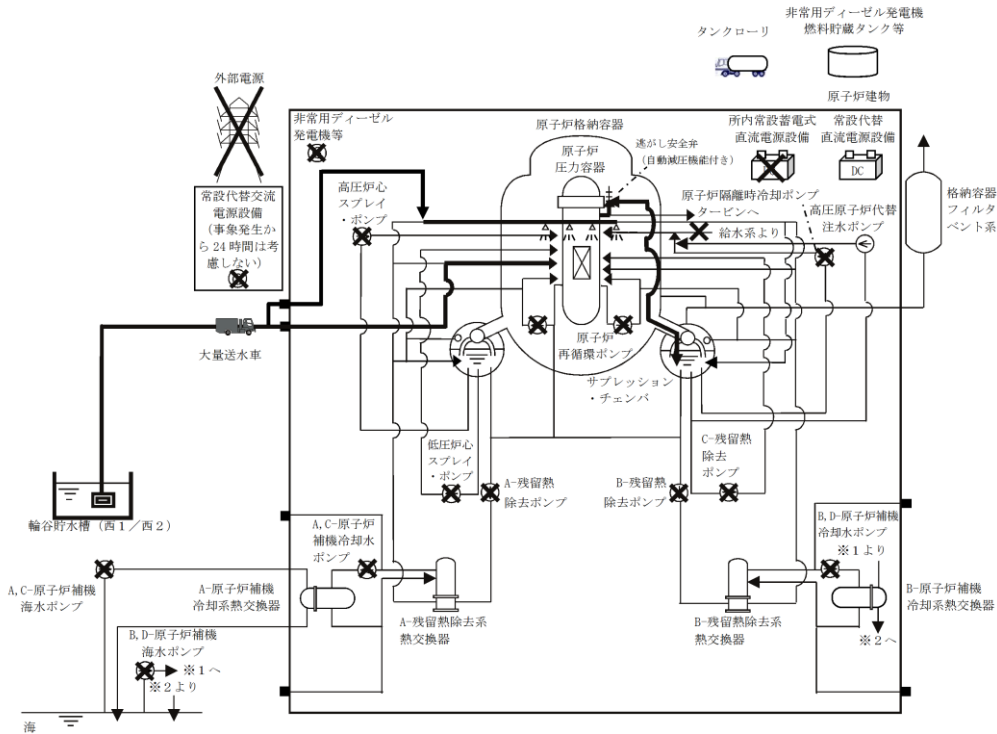 非常用ディーゼル発電機
燃料貯蔵タンク等
タンクローリ
外部電源
原子炉建物
非常用ディーゼル
発電機等
原子炉格納容器
所内常設蓄電式
直流電源設備
常設代替
直流電源設備
DC
逃がし安全弁
(自動減圧機能付き)
原子炉
圧力容器
高圧炉心
スプレイ
・ポンプ
原子炉隔離時冷却ポンプ
タービンへ
給水系より
高圧原子炉代替
注水ポンプ
格納容器
フィルタ
ベント系
常設代替交流
電源設備
(事象発生か
ら24時間は考
慮しない)
大量送水車
原子炉
再循環ポンプ
サプレッション
・チェンバ
低圧炉心
スプレイ
・ポンプ
A-残留熱
除去ポンプ
B-残留熱
除去ポンプ
C-残留熱
除去
ポンプ
輪谷貯水槽(西1/西2)
A,C-原子炉
補機冷却水
ポンプ
B,D-原子炉補機
冷却水ポンプ
※1より
A,C-原子炉補機
海水ポンプ
A-原子炉補機
冷却系熱交換器
A-残留熱除去系
熱交換器
B-残留熱除去系
熱交換器
B-原子炉補機
冷却系熱交換器
※2へ
B,D-原子炉補機
海水ポンプ
※1へ
※2より
海